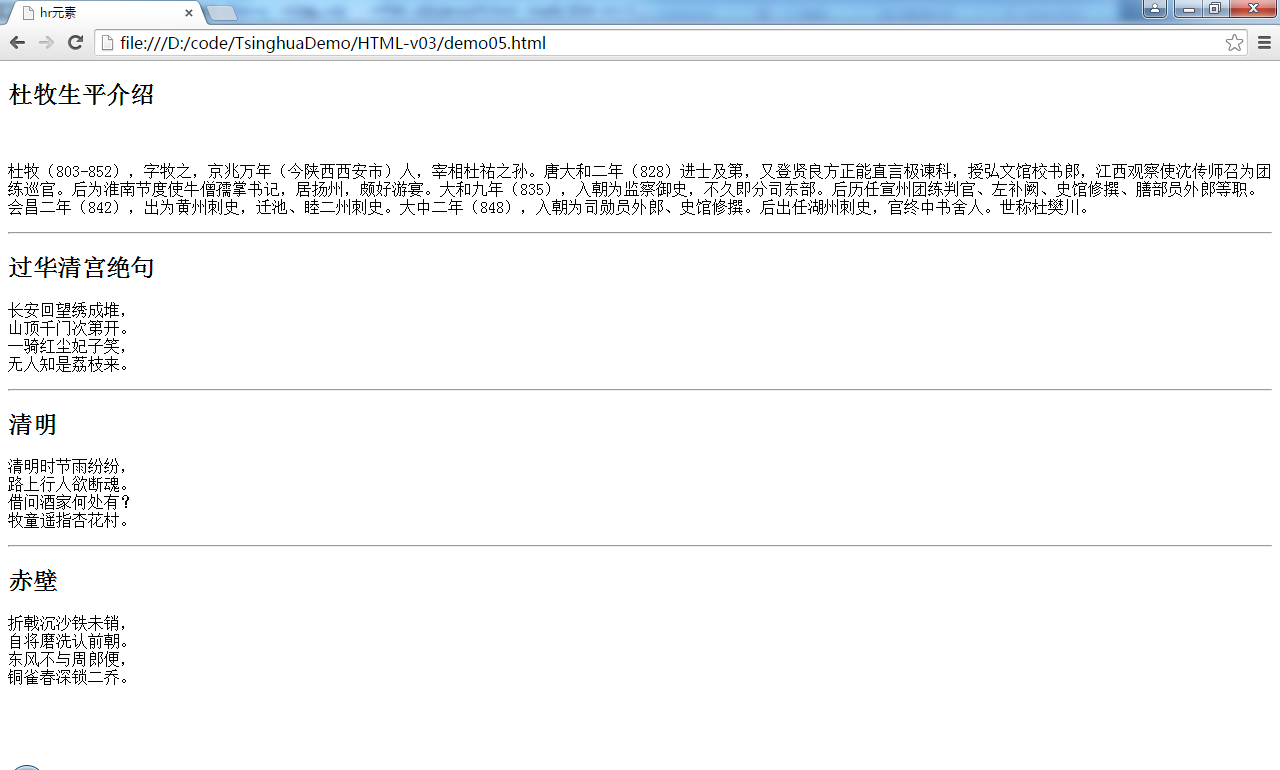 hr元素
file:///D:/code/TsinghuaDemo/HTML-v03/demo05.html
杜牧生平介绍
杜牧（803-852），字牧之，京兆万年（今陕西西安市）人，宰相杜祐之孙。唐大和二年（828）进士及第，又登贤良方正能直言极谏科，授弘文馆校书郎，江西观察使沈传师召为团
练巡官。后为淮南节度使牛僧孺掌书记，居扬州，颇好游宴。大和九年（835），入朝为监察御史，不久即分司东部。后历任宣州团练判官、左补阙、史馆修撰、膳部员外郎等职。
会昌二年（842），出为黄州刺史，迁池、睦二州刺史。大中二年（848），入朝为司勋员外郎、史馆修撰。后出任湖州刺史，官终中书舍人。世称杜樊川。
过华清宫绝句
长安回望绣成堆，
山顶千门次第开。
一骑红尘妃子笑，
无人知是荔枝来。
清明
清明时节雨纷纷，
路上行人欲断魂。
借问酒家何处有？
牧童遥指杏花村。
赤壁
折戟沉沙铁未销，
自将磨洗认前朝。
东风不与周郎便，
铜雀春深锁二乔。